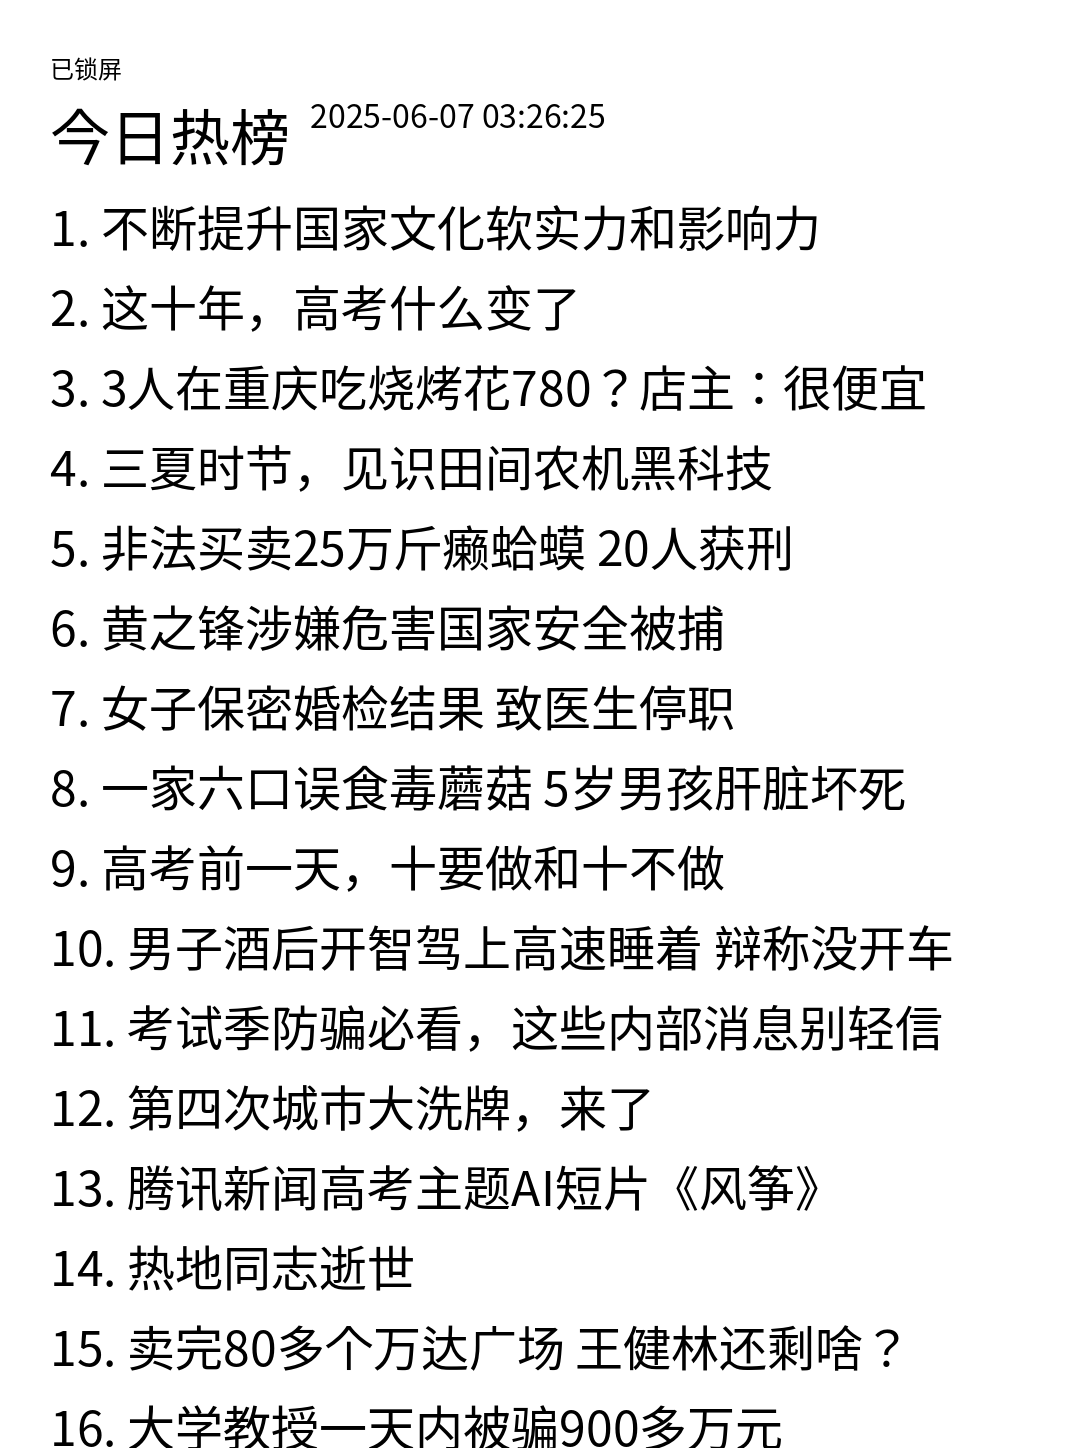 已锁屏
今日热榜 2025-06-07 03:26:25
1. 不断提升国家文化软实力和影响力
2. 这十年，高考什么变了
3. 3人在重庆吃烧烤花780？店主：很便宜
4. 三夏时节，见识田间农机黑科技
5. 非法买卖25万斤癞蛤蟆 20人获刑
6. 黄之锋涉嫌危害国家安全被捕
7. 女子保密婚检结果 致医生停职
8. 一家六口误食毒蘑菇 5岁男孩肝脏坏死
9. 高考前一天，十要做和十不做
10. 男子酒后开智驾上高速睡着 辩称没开车
11. 考试季防骗必看，这些内部消息别轻信
12. 第四次城市大洗牌，来了
13. 腾讯新闻高考主题AI短片《风筝》
14. 热地同志逝世
15. 卖完80多个万达广场 王健林还剩啥？
16. 大学教授一天内被骗900多万元